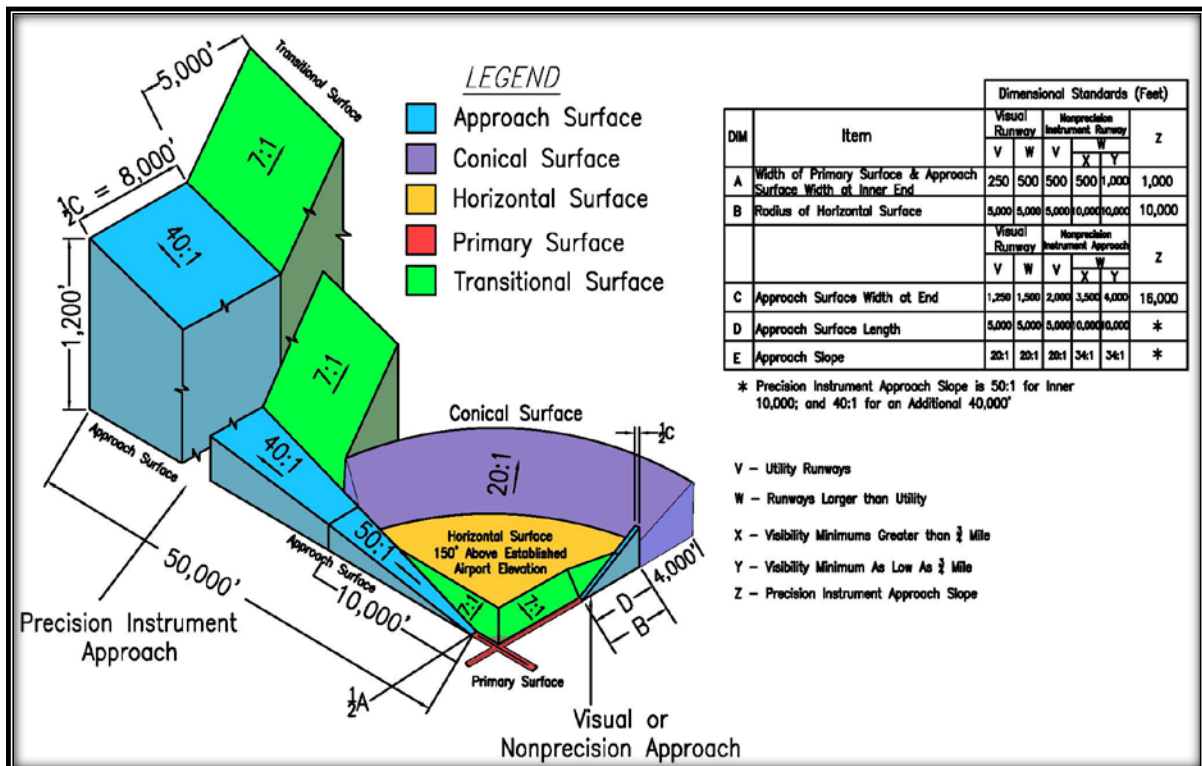 5,000'
Transitional Surface
½C = 8,000'
7:1
40:1
1,200'
Approach Surface
7:1
40:1
50:1
Approach Surface
50,000'
10,000'
Precision Instrument
Approach
½A
LEGEND
Approach Surface
Conical Surface
Horizontal Surface
Primary Surface
Transitional Surface
Conical Surface
½C
20:1
Horizontal Surface
150' Above Established
Airport Elevation
7:1
7:1
4,000'
D
B
Primary Surface
Visual or
Nonprecision Approach
Dimensional Standards (Feet)
DIM Item Visual Runway Nonprecision Instrument Runway Z
V W V W
X Y
A Width of Primary Surface & Approach Surface Width at Inner End 250 500 500 500 1,000 1,000
B Radius of Horizontal Surface 5,000 5,000 5,000 10,000 10,000 10,000
Visual Runway Nonprecision Instrument Approach Z
V W V W
X Y
C Approach Surface Width at End 1,250 1,500 2,000 3,500 4,000 16,000
D Approach Surface Length 5,000 5,000 5,000 10,000 10,000 *
E Approach Slope 20:1 20:1 20:1 34:1 34:1 *
* Precision Instrument Approach Slope is 50:1 for Inner
10,000; and 40:1 for an Additional 40,000'
V – Utility Runways
W – Runways Larger than Utility
X – Visibility Minimums Greater than ¾ Mile
Y – Visibility Minimum As Low As ¾ Mile
Z – Precision Instrument Approach Slope